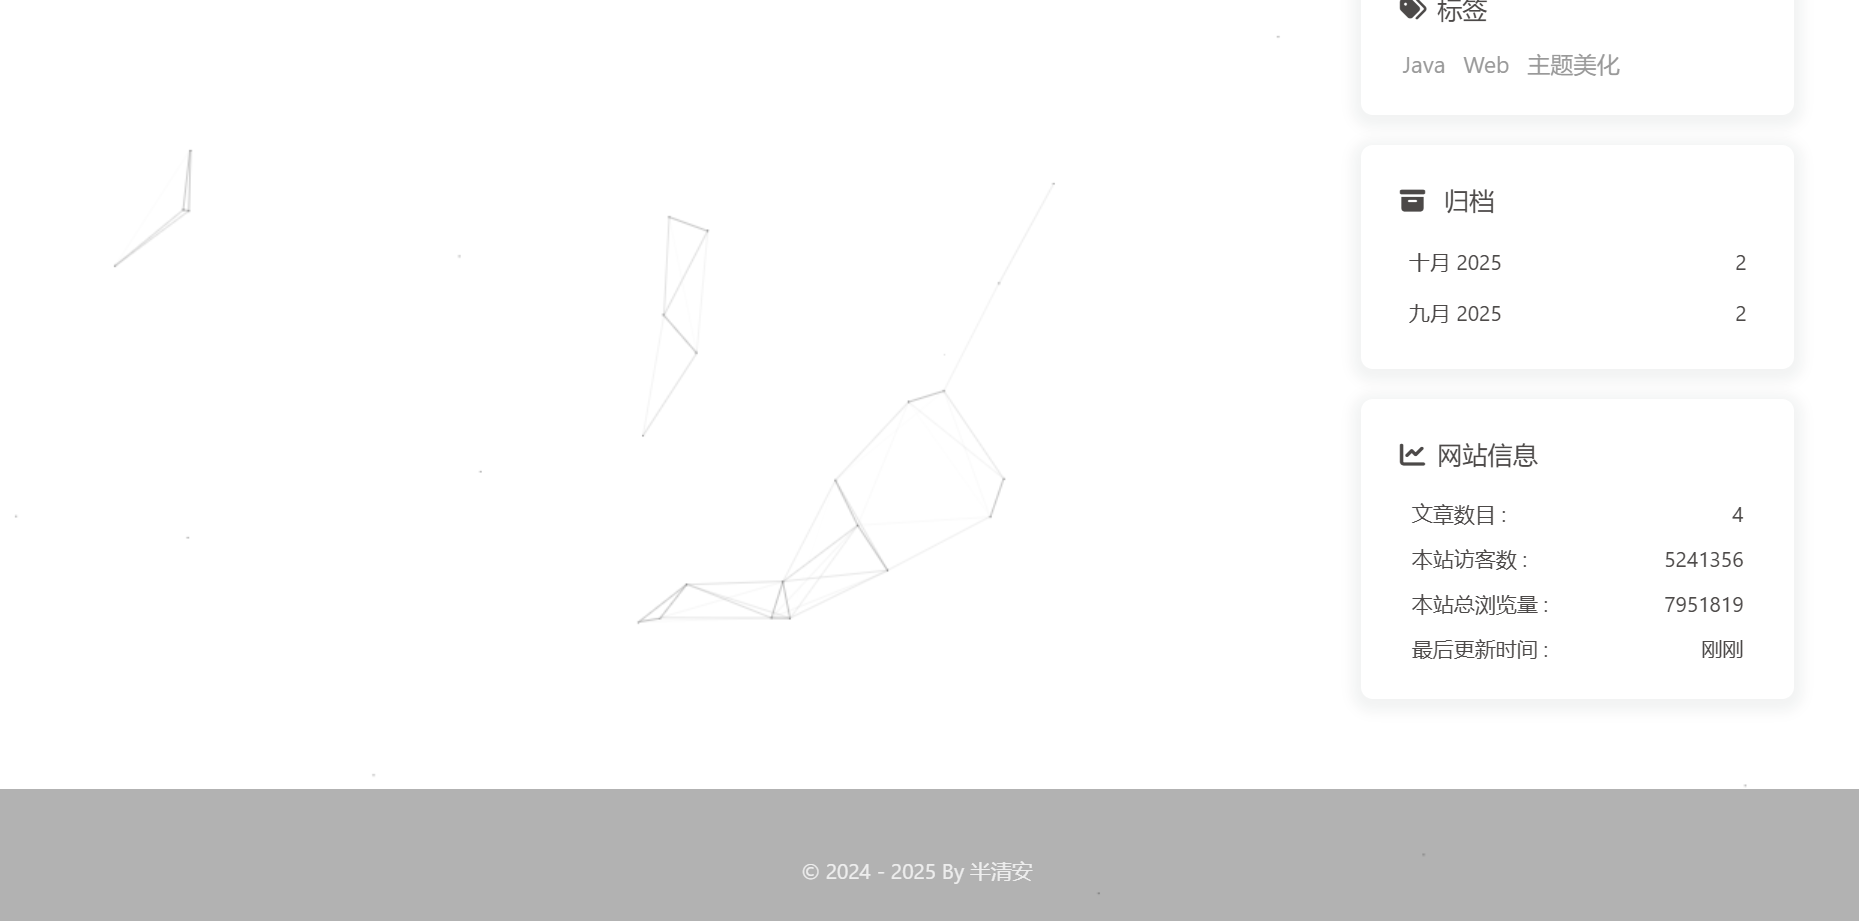 标签
Java Web 主题美化
归档
十月 2025 2
九月 2025 2
网站信息
文章数目 : 4
本站访客数 : 5241356
本站总浏览量 : 7951819
最后更新时间 : 刚刚
© 2024 - 2025 By 半清安